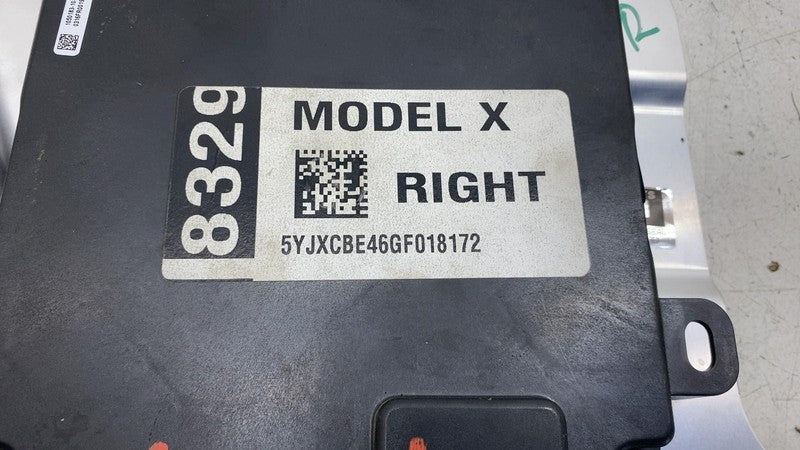 8329
MODEL X
RIGHT
5YJXCBE46GF018172
R